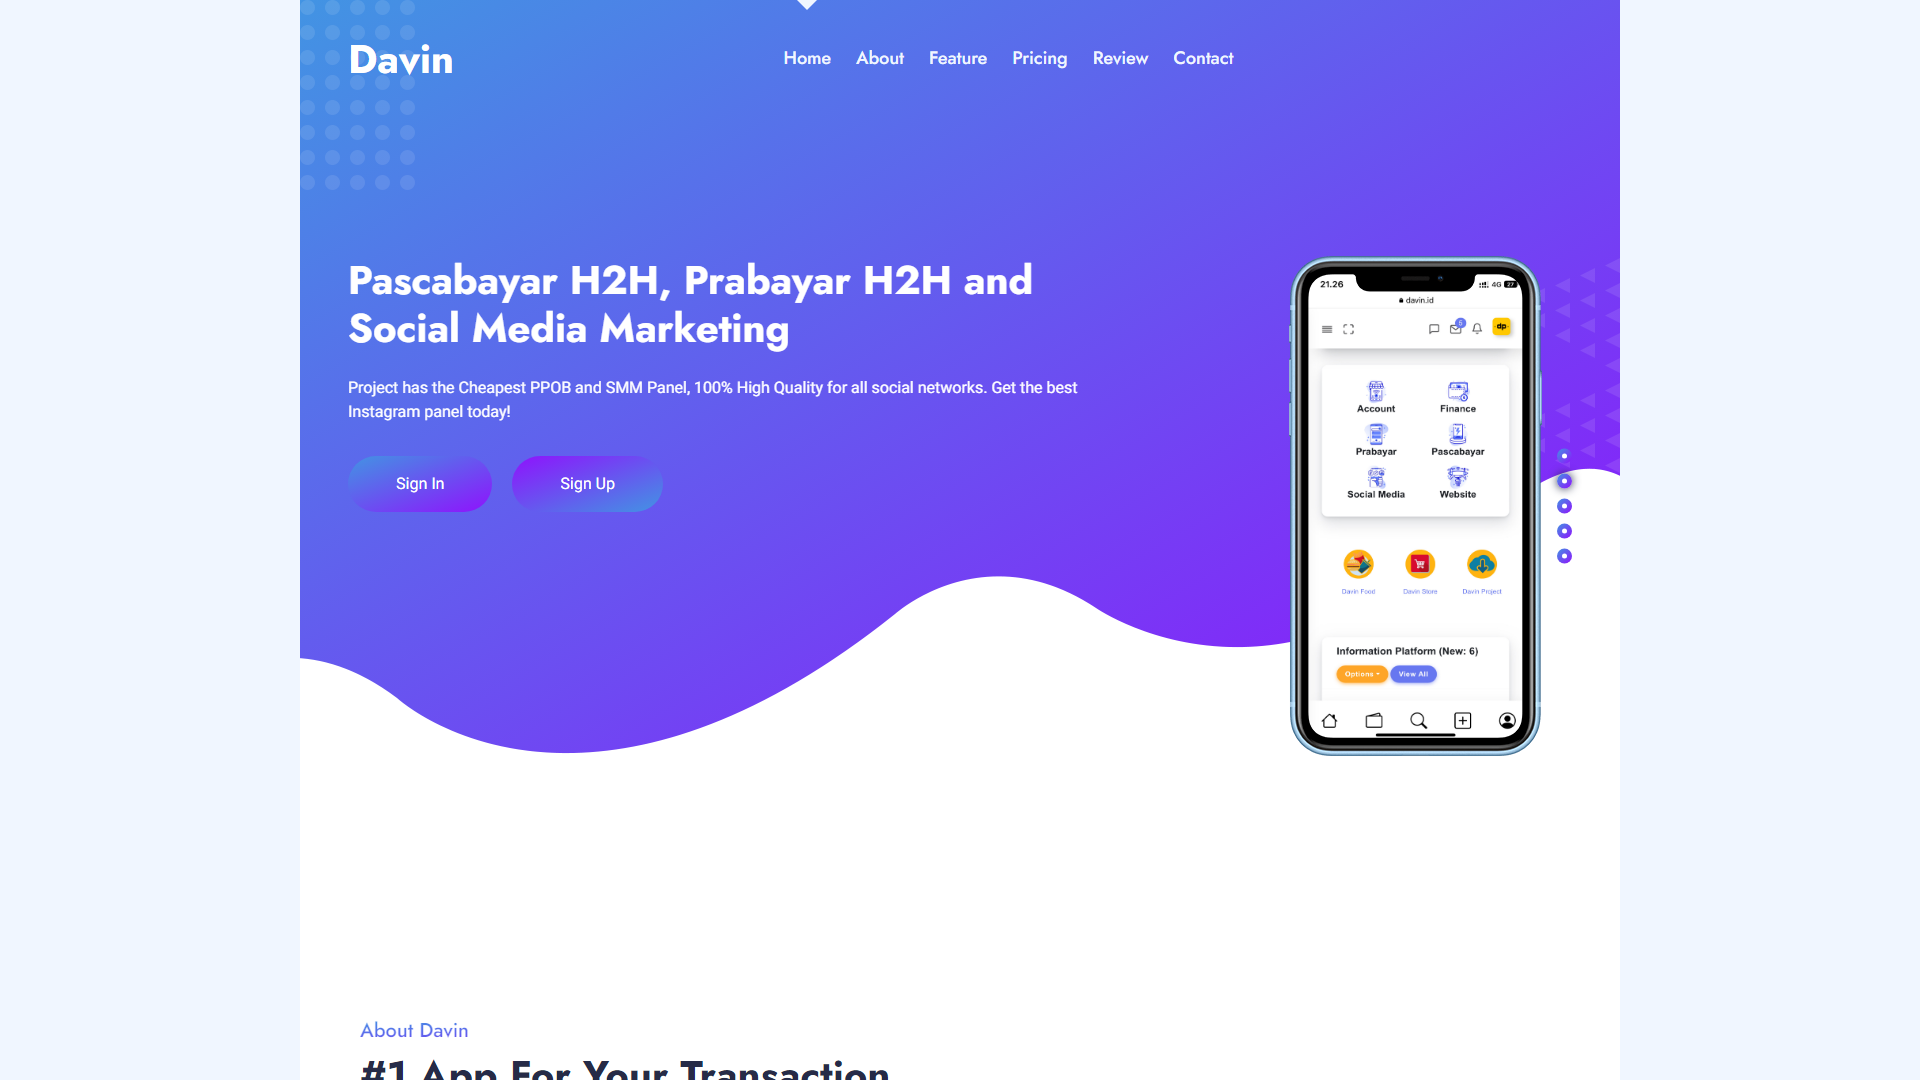 Davin
Home About Feature Pricing Review Contact
Pascabayar H2H, Prabayar H2H and
Social Media Marketing
Project has the Cheapest PPOB and SMM Panel, 100% High Quality for all social networks. Get the best
Instagram panel today!
Sign In Sign Up
21.26 4G 27
davin.id
5
dp
Account Finance
Prabayar Pascabayar
Social Media Website
Davin Food Davin Store Davin Project
Information Platform (New: 6)
Options View All
About Davin
#1 App For Your Transaction